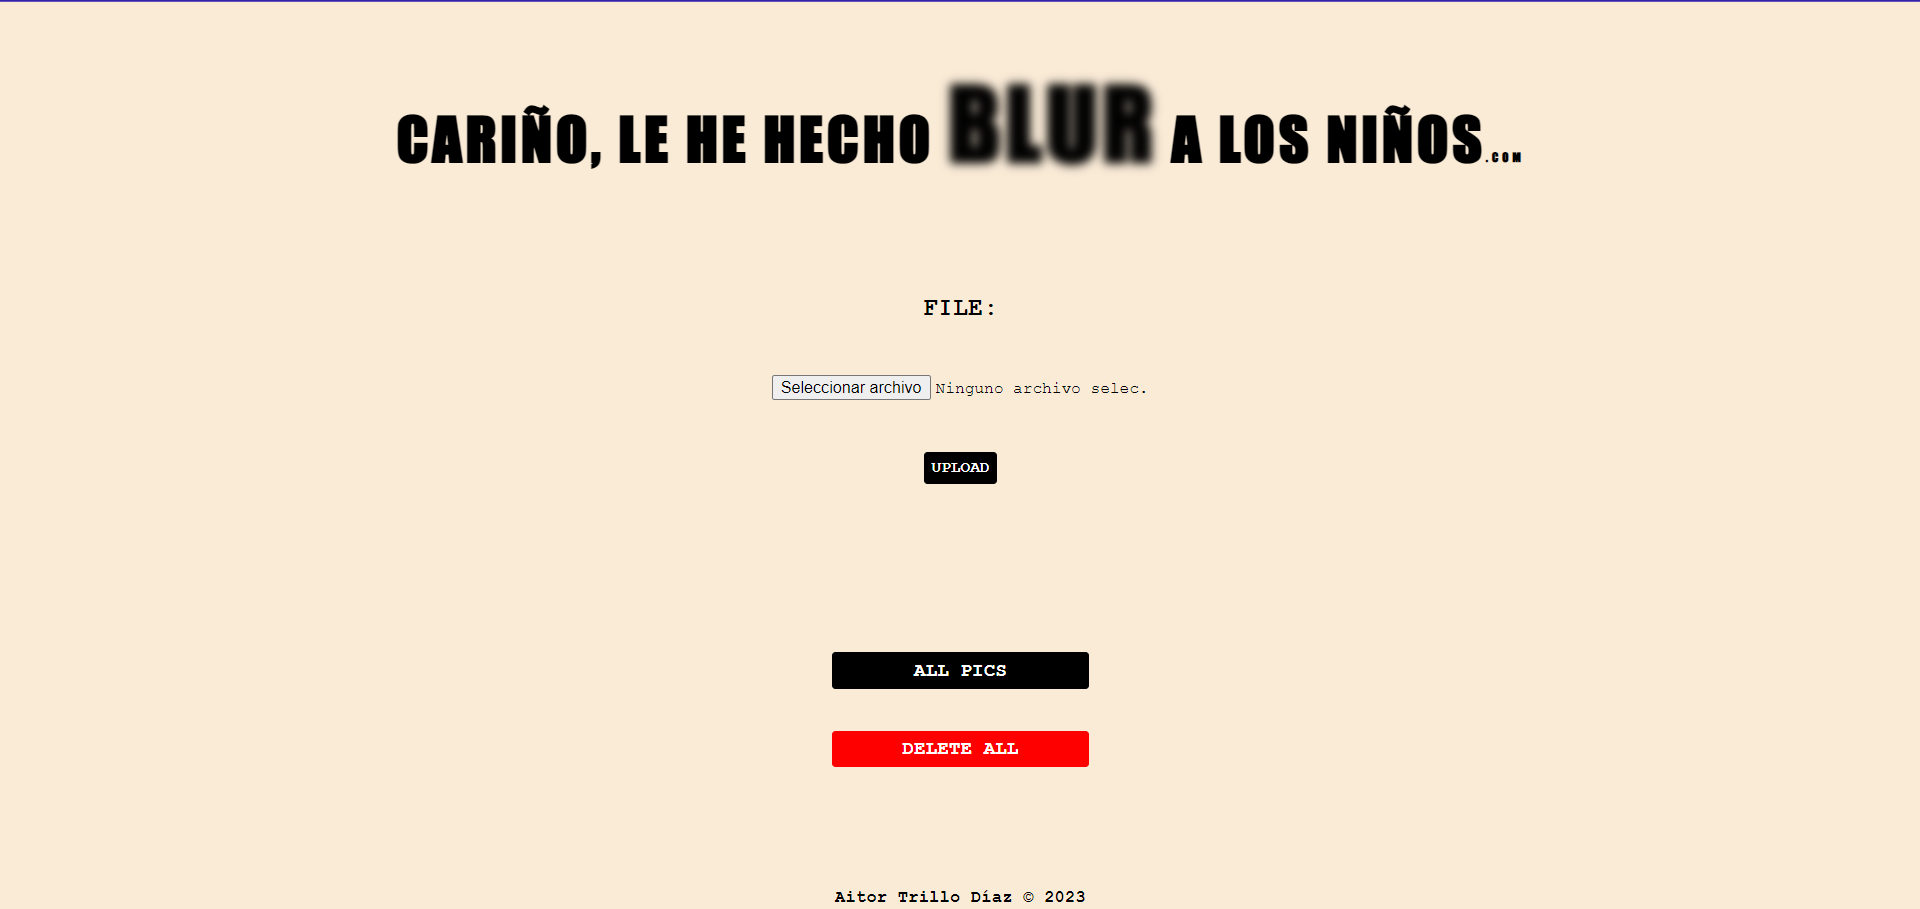 CARIÑO, LE HE HECHO BLUR A LOS NIÑOS.COM
FILE:
Seleccionar archivo Ninguno archivo selec.
UPLOAD
ALL PICS
DELETE ALL
Aitor Trillo Díaz © 2023